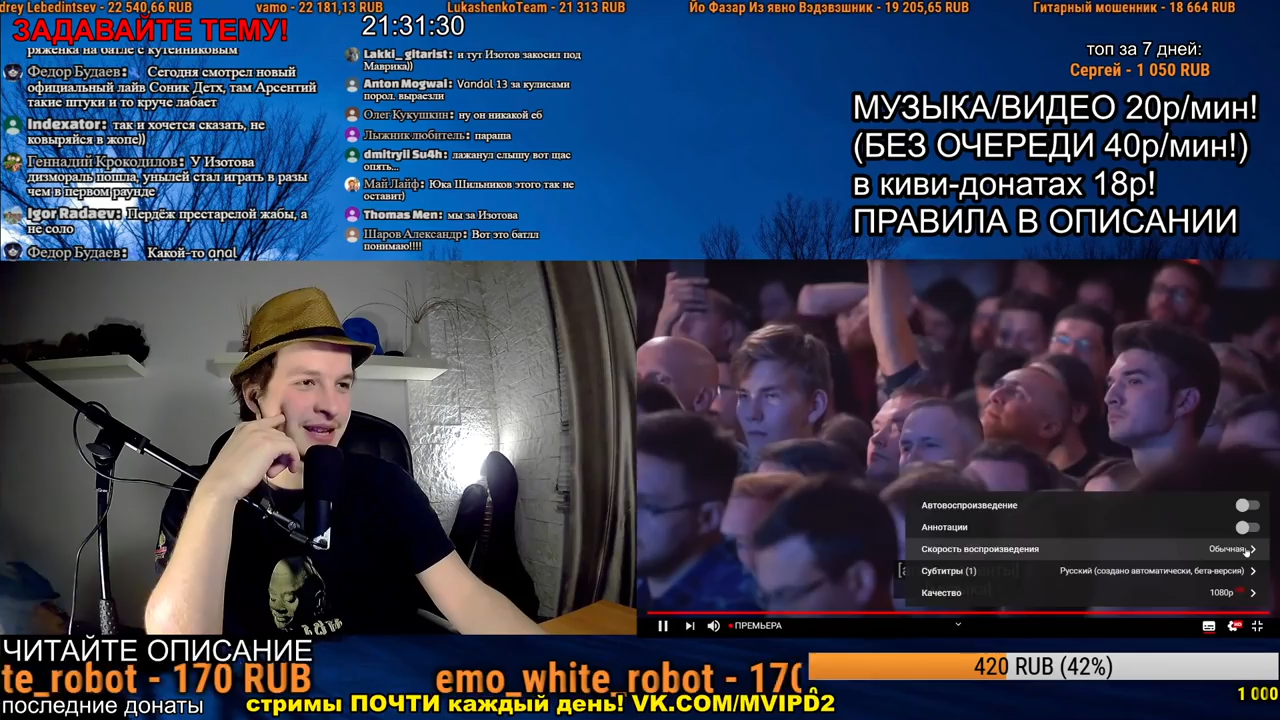 drey Lebedintsev - 22 540,66 RUB
vamo - 22 181,13 RUB
LukashenkoTeam - 21 313 RUB
Йо Фазар Из явно Вздэвзшник - 19 205,65 RUB
Гитарный мошенник - 18 664 RUB
ЗАДАВАЙТЕ ТЕМУ!
21:31:30
ряженка на батле с кутейниковым
Федор Будаев: Сегодня смотрел новый
официальный лайв Соник Детх, там Арсентий
такие штуки и то круче лабает
Indexator: так и хочется сказать, не
ковыряйся в жопе))
Геннадий Крокодилов: У Изотова
дизмораль пошла, унылей стал играть в разы
чем в первом раунде
Igor Radaev: Пердёж престарелой жабы, а
не соло
Федор Будаев: Какой-то anal
Lakki_gitarist: и тут Изотов закосил под
Маврика))
Anton Mogwai: Vandal 13 за кулисами
порол, выраезли
Олег Кукушкин: ну он никакой еб
Лыжник любитель: параша
dmitryii Su4h: лажанул слышу вот щас
опять...
Май Лайф: Юка Шильников этого так не
оставит)
Thomas Men: мы за Изотова
Шаров Александр: Вот это батлл
понимаю!!!!
топ за 7 дней:
Сергей - 1 050 RUB
МУЗЫКА/ВИДЕО 20р/мин!
(БЕЗ ОЧЕРЕДИ 40р/мин!)
в киви-донатах 18р!
ПРАВИЛА В ОПИСАНИИ
Автовоспроизведение
Аннотации
Скорость воспроизведения Обычная
Субтитры (1) Русский (создано автоматически, бета-версия)
Качество 1080p
ПРЕМЬЕРА
ЧИТАЙТЕ ОПИСАНИЕ
te_robot - 170 RUB
emo_white_robot - 170
420 RUB (42%)
0
1 000
последние донаты
стримы ПОЧТИ каждый день! VK.COM/MVIPD2